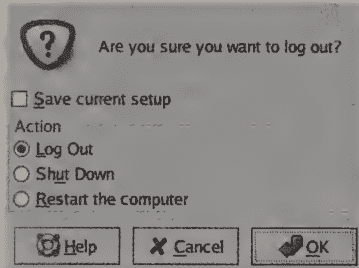 Are you sure you want to log out?
Save current setup
Action
Log Out
Shut Down
Restart the computer
Help
Cancel
OK